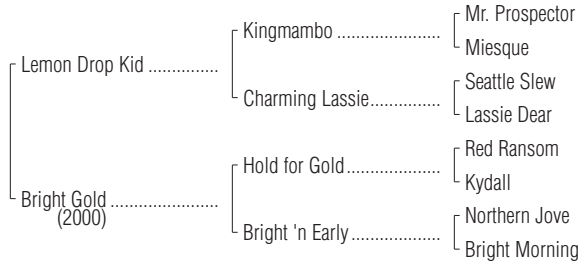 Mr. Prospector
Kingmambo ....................
Miesque
Lemon Drop Kid ..............
Seattle Slew
Charming Lassie..............
Lassie Dear
Red Ransom
Hold for Gold...................
Kydall
Bright Gold ......................
(2000)
Northern Jove
Bright 'n Early ..................
Bright Morning